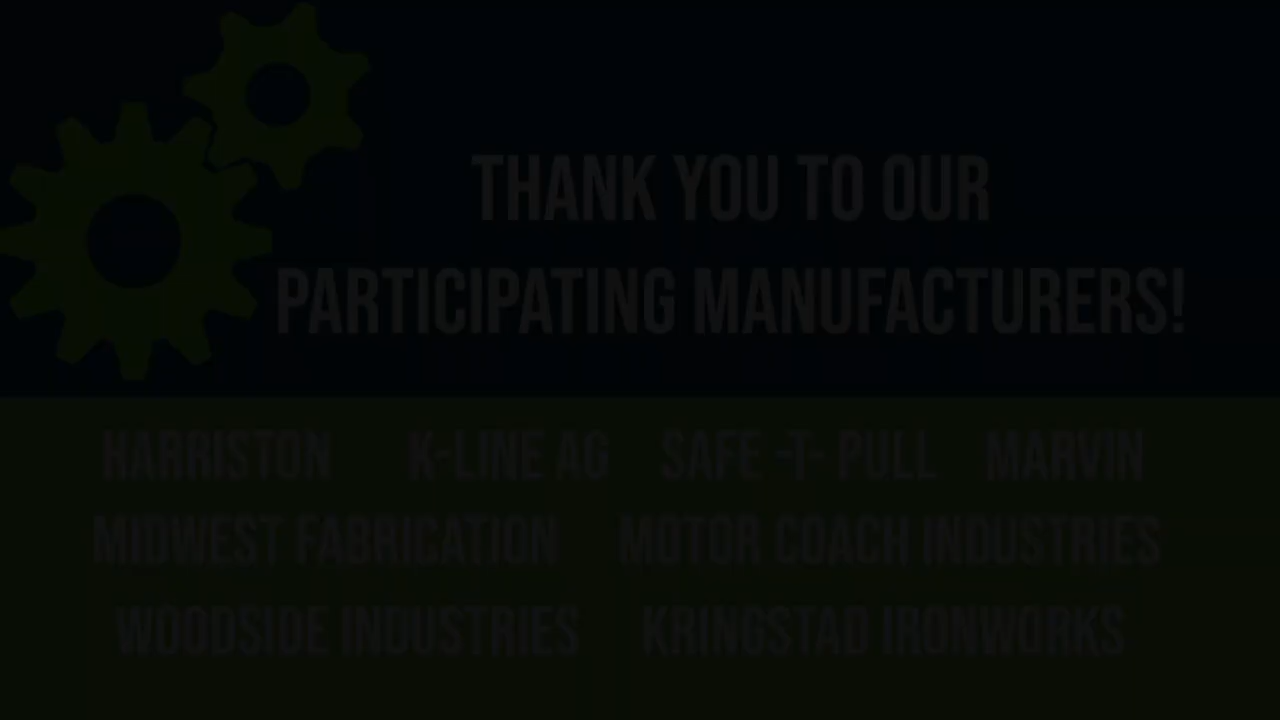 THANK YOU TO OUR
PARTICIPATING MANUFACTURERS!
HARRISTON K-LINE AG SAFE -T- PULL MARVIN
MIDWEST FABRICATION MOTOR COACH INDUSTRIES
WOODSIDE INDUSTRIES KRINGSTAD IRONWORKS